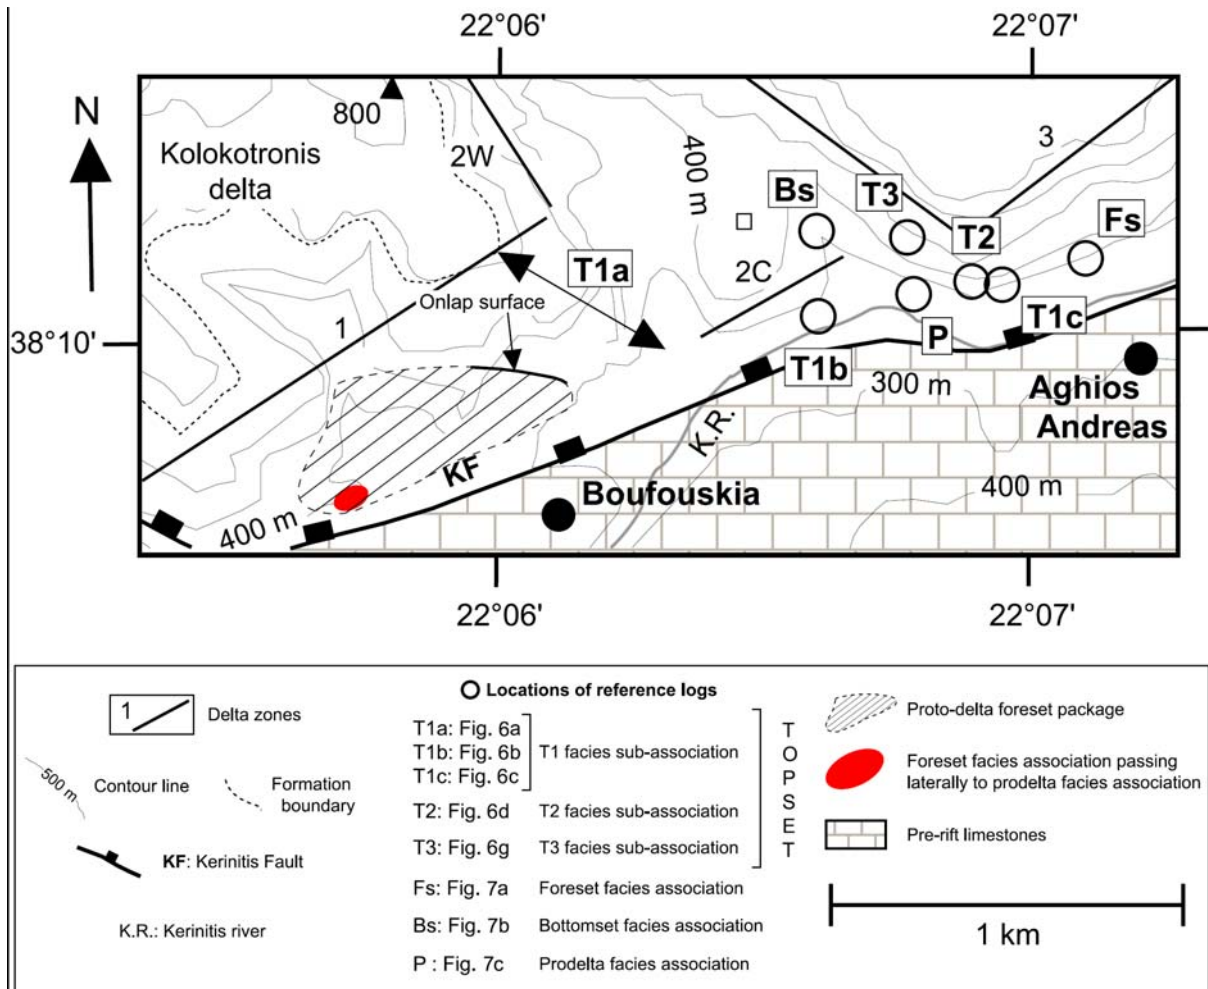 22°06' 22°07'
N
800
Kolokotronis
delta
2W
400 m
3
Bs
T3
Fs
T2
T1a
2C
Onlap surface
1
38°10'
P
T1c
T1b
300 m
Aghios
Andreas
K.R.
KF
Boufouskia
400 m
400 m
22°06' 22°07'
1 Delta zones
500 m Contour line
Formation
boundary
KF: Kerinitis Fault
K.R.: Kerinitis river
Locations of reference logs
T1a: Fig. 6a
T1b: Fig. 6b T1 facies sub-association
T1c: Fig. 6c
T2: Fig. 6d T2 facies sub-association
T3: Fig. 6g T3 facies sub-association
TOPSET
Fs: Fig. 7a Foreset facies association
Bs: Fig. 7b Bottomset facies association
P : Fig. 7c Prodelta facies association
Proto-delta foreset package
Foreset facies association passing
laterally to prodelta facies association
Pre-rift limestones
1 km